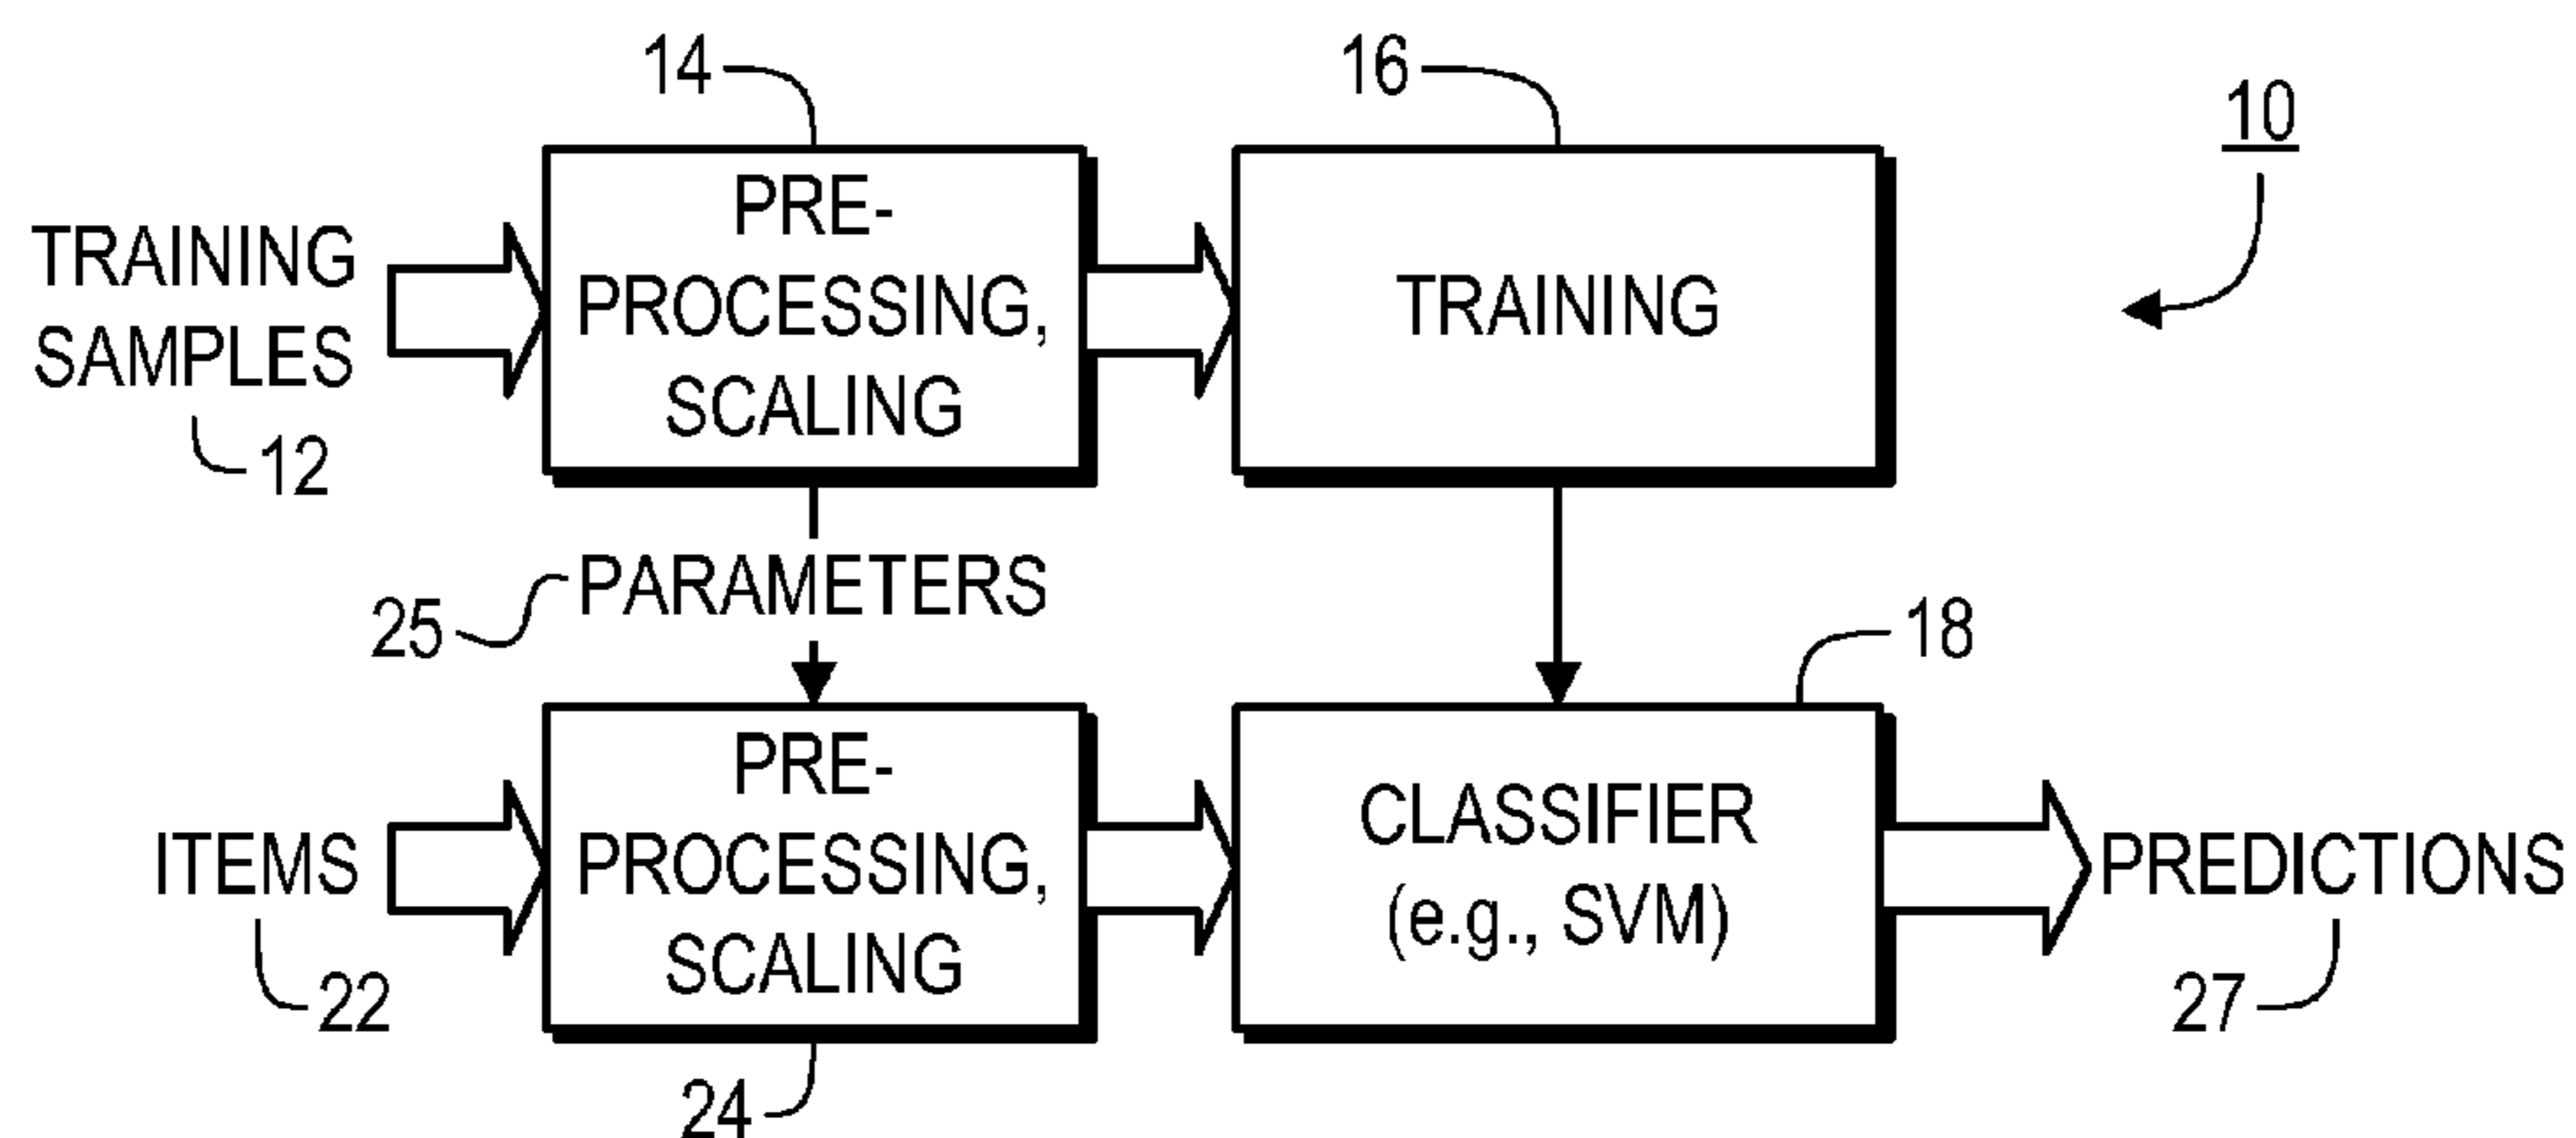 14
16
10
TRAINING
SAMPLES
12
PRE-
PROCESSING,
SCALING
TRAINING
25
PARAMETERS
18
ITEMS
22
PRE-
PROCESSING,
SCALING
24
CLASSIFIER
(e.g., SVM)
PREDICTIONS
27